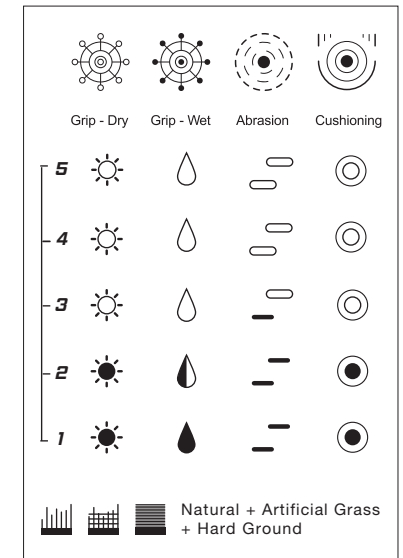 Grip - Dry Grip - Wet Abrasion Cushioning
5
4
3
2
1
Natural + Artificial Grass
+ Hard Ground